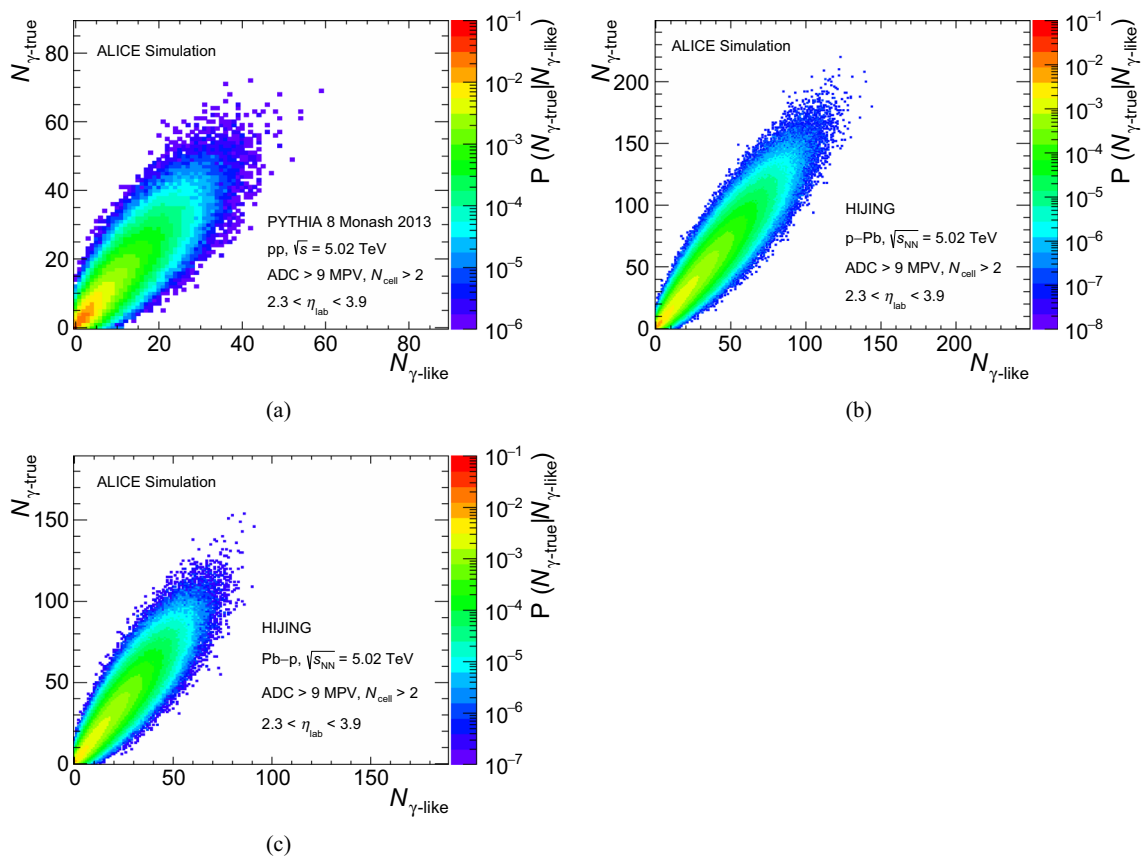 N_γ-true
80
60
40
20
0
ALICE Simulation
PYTHIA 8 Monash 2013
pp, √s = 5.02 TeV
ADC > 9 MPV, N_cell > 2
2.3 < η_lab < 3.9
0 20 40 60 80
N_γ-like
10^−1
10^−2
10^−3
10^−4
10^−5
10^−6
P (N_γ-true|N_γ-like)
(a)
N_γ-true
200
150
100
50
0
ALICE Simulation
HIJING
p–Pb, √s_NN = 5.02 TeV
ADC > 9 MPV, N_cell > 2
2.3 < η_lab < 3.9
0 50 100 150 200
N_γ-like
10^−1
10^−2
10^−3
10^−4
10^−5
10^−6
10^−7
10^−8
P (N_γ-true|N_γ-like)
(b)
N_γ-true
150
100
50
0
ALICE Simulation
HIJING
Pb–p, √s_NN = 5.02 TeV
ADC > 9 MPV, N_cell > 2
2.3 < η_lab < 3.9
0 50 100 150
N_γ-like
10^−1
10^−2
10^−3
10^−4
10^−5
10^−6
10^−7
P (N_γ-true|N_γ-like)
(c)